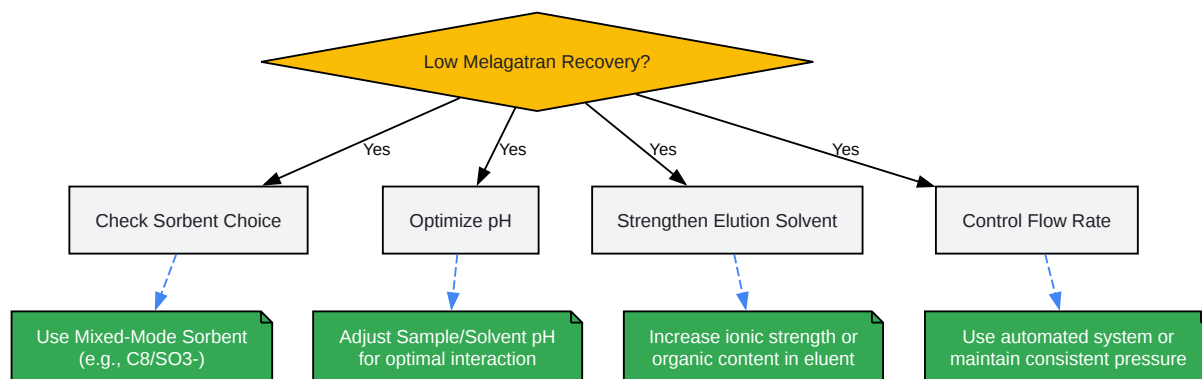 Low Melagatran Recovery?
Yes
Yes
Yes
Yes
Check Sorbent Choice
Optimize pH
Strengthen Elution Solvent
Control Flow Rate
Use Mixed-Mode Sorbent
(e.g., C8/SO3-)
Adjust Sample/Solvent pH
for optimal interaction
Increase ionic strength or
organic content in eluent
Use automated system or
maintain consistent pressure